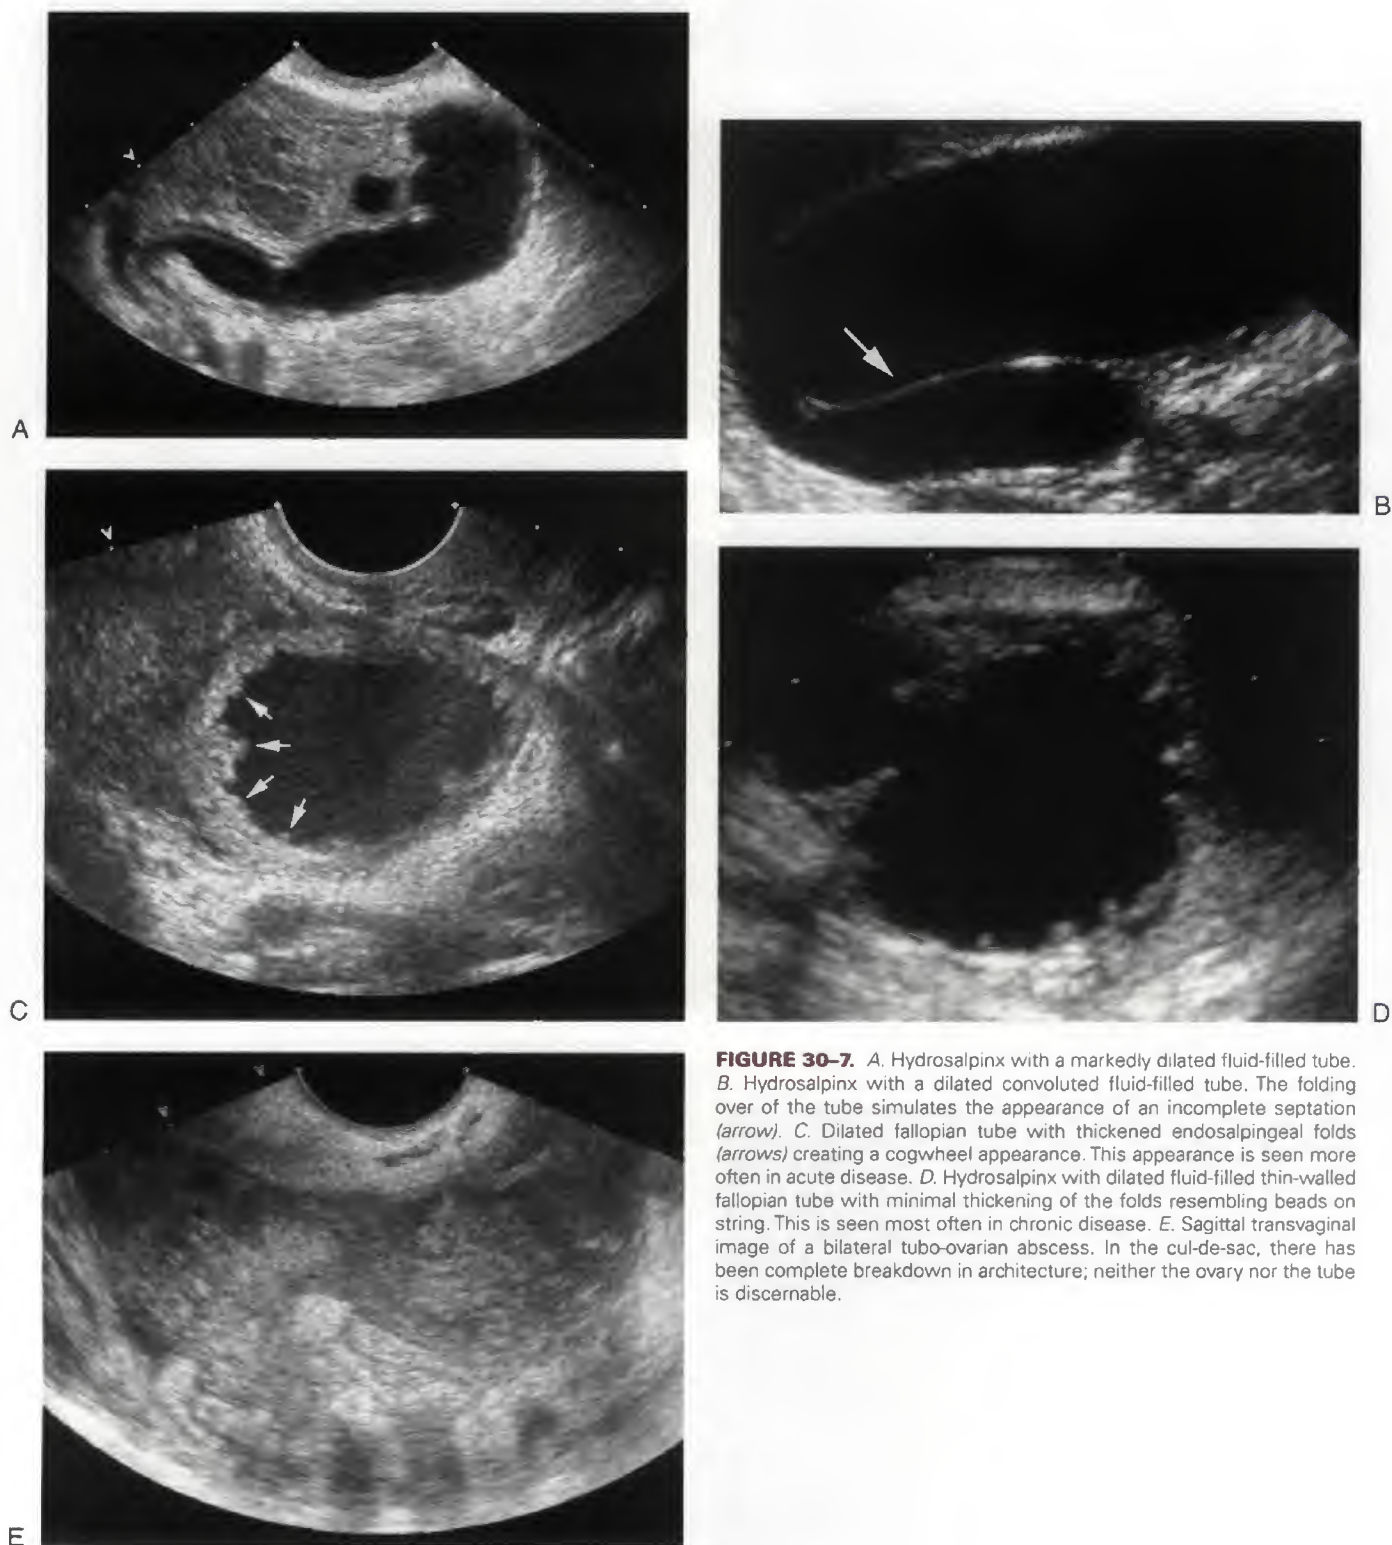 A
B
C
D
E
FIGURE 30–7. A. Hydrosalpinx with a markedly dilated fluid-filled tube.
B. Hydrosalpinx with a dilated convoluted fluid-filled tube. The folding
over of the tube simulates the appearance of an incomplete septation
(arrow). C. Dilated fallopian tube with thickened endosalpingeal folds
(arrows) creating a cogwheel appearance. This appearance is seen more
often in acute disease. D. Hydrosalpinx with dilated fluid-filled thin-walled
fallopian tube with minimal thickening of the folds resembling beads on
string. This is seen most often in chronic disease. E. Sagittal transvaginal
image of a bilateral tubo-ovarian abscess. In the cul-de-sac, there has
been complete breakdown in architecture; neither the ovary nor the tube
is discernable.